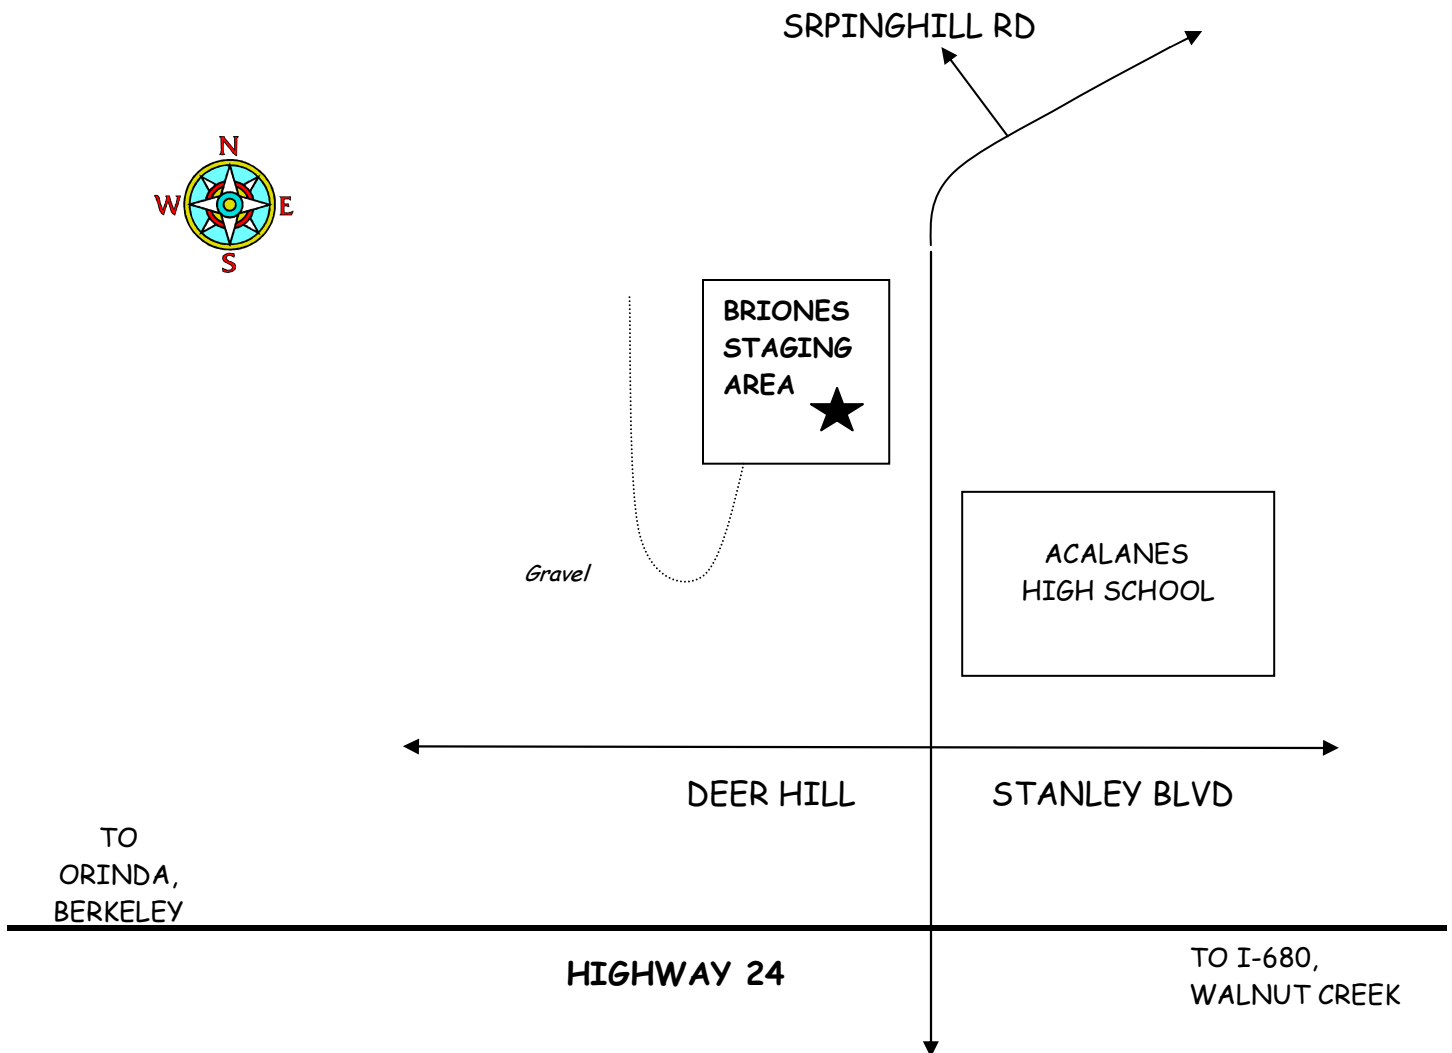 SRPINGHILL RD
N
W E
S
BRIONES
STAGING
AREA
ACALANES
HIGH SCHOOL
Gravel
DEER HILL
STANLEY BLVD
TO
ORINDA,
BERKELEY
HIGHWAY 24
TO I-680,
WALNUT CREEK